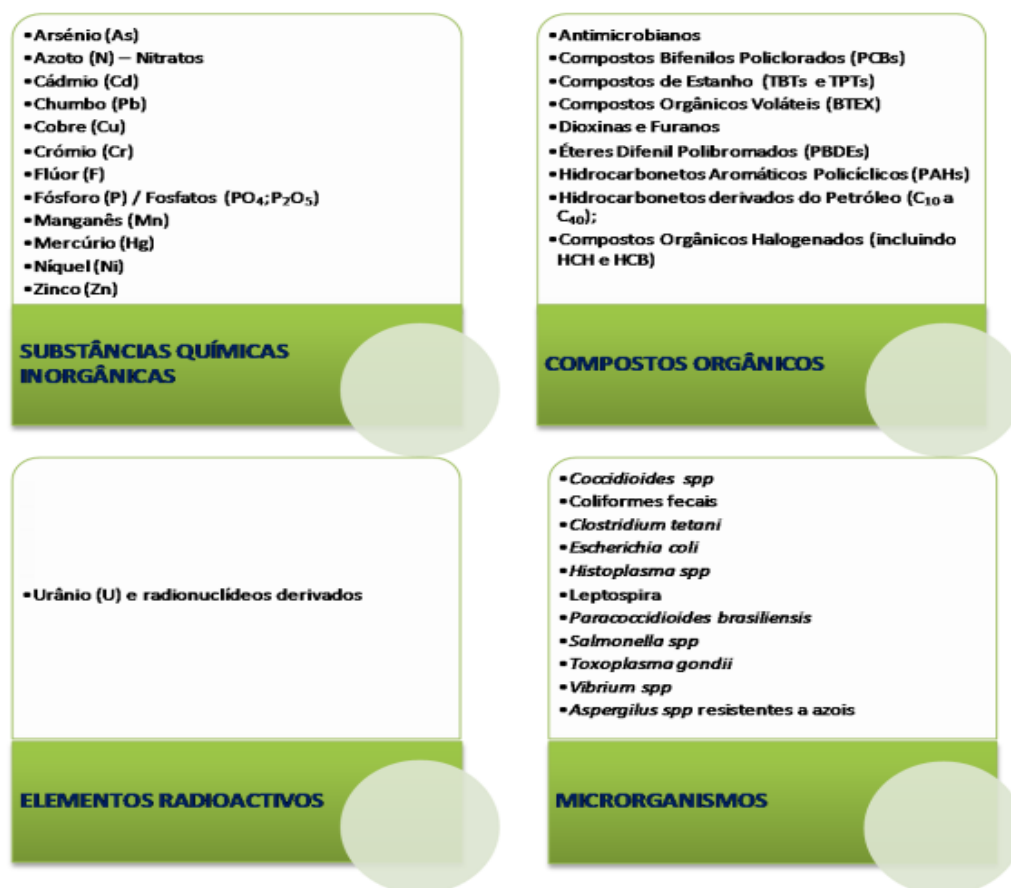 •Arsénio (As)
•Azoto (N) – Nitratos
•Cádmio (Cd)
•Chumbo (Pb)
•Cobre (Cu)
•Crómio (Cr)
•Flúor (F)
•Fósforo (P) / Fosfatos (PO₄;P₂O₅)
•Manganês (Mn)
•Mercúrio (Hg)
•Níquel (Ni)
•Zinco (Zn)
SUBSTÂNCIAS QUÍMICAS
INORGÂNICAS
•Antimicrobianos
•Compostos Bifenilos Policlorados (PCBs)
•Compostos de Estanho (TBTs e TPTs)
•Compostos Orgânicos Voláteis (BTEX)
•Dioxinas e Furanos
•Éteres Difenil Polibromados (PBDEs)
•Hidrocarbonetos Aromáticos Policíclicos (PAHs)
•Hidrocarbonetos derivados do Petróleo (C₁₀ a
C₄₀);
•Compostos Orgânicos Halogenados (incluindo
HCH e HCB)
COMPOSTOS ORGÂNICOS
•Urânio (U) e radionuclídeos derivados
ELEMENTOS RADIOACTIVOS
•Coccidioides spp
•Coliformes fecais
•Clostridium tetani
•Escherichia coli
•Histoplasma spp
•Leptospira
•Paracoccidioides brasiliensis
•Salmonella spp
•Toxoplasma gondii
•Vibrium spp
•Aspergilus spp resistentes a azois
MICRORGANISMOS